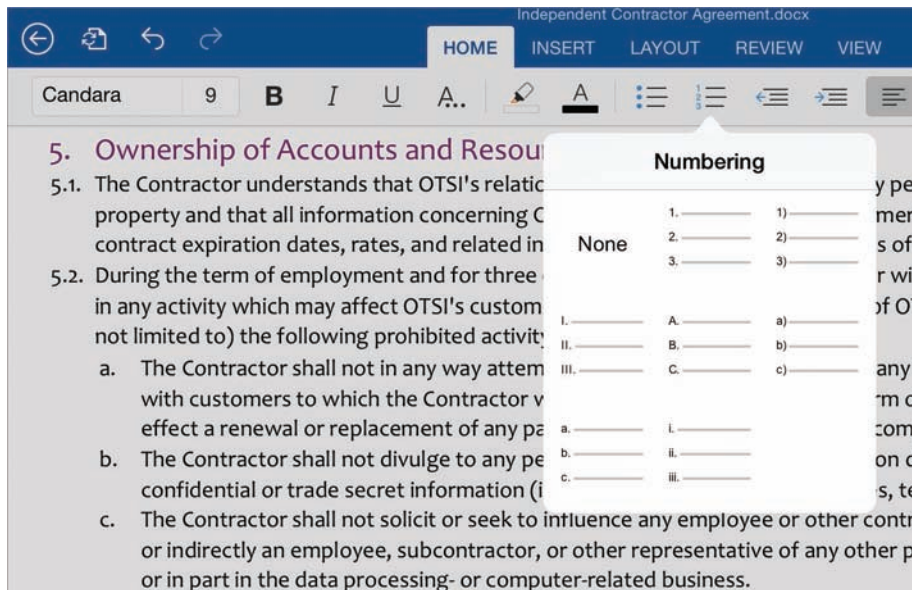 Independent Contractor Agreement.docx
HOME INSERT LAYOUT REVIEW VIEW
Candara 9 B I U A.. A
Numbering
None
1. 2. 3.
1) 2) 3)
I. II. III.
A. B. C.
a) b) c)
a. b. c.
i. ii. iii.
5. Ownership of Accounts and Resou
5.1. The Contractor understands that OTSI's relatio y pe
property and that all information concerning C mer
contract expiration dates, rates, and related in s of
5.2. During the term of employment and for three r wi
in any activity which may affect OTSI's custom of O
not limited to) the following prohibited activity
a. The Contractor shall not in any way attem any
with customers to which the Contractor w rm o
effect a renewal or replacement of any pa com
b. The Contractor shall not divulge to any pe on
confidential or trade secret information (i s, te
c. The Contractor shall not solicit or seek to influence any employee or other contr
or indirectly an employee, subcontractor, or other representative of any other p
or in part in the data processing- or computer-related business.